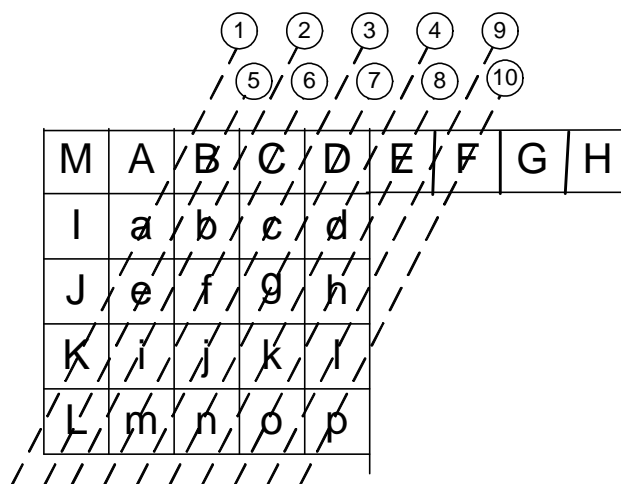 1 2 3 4 9
5 6 7 8 10
M A B C D E F G H
I a b c d
J e f g h
K i j k l
L m n o p